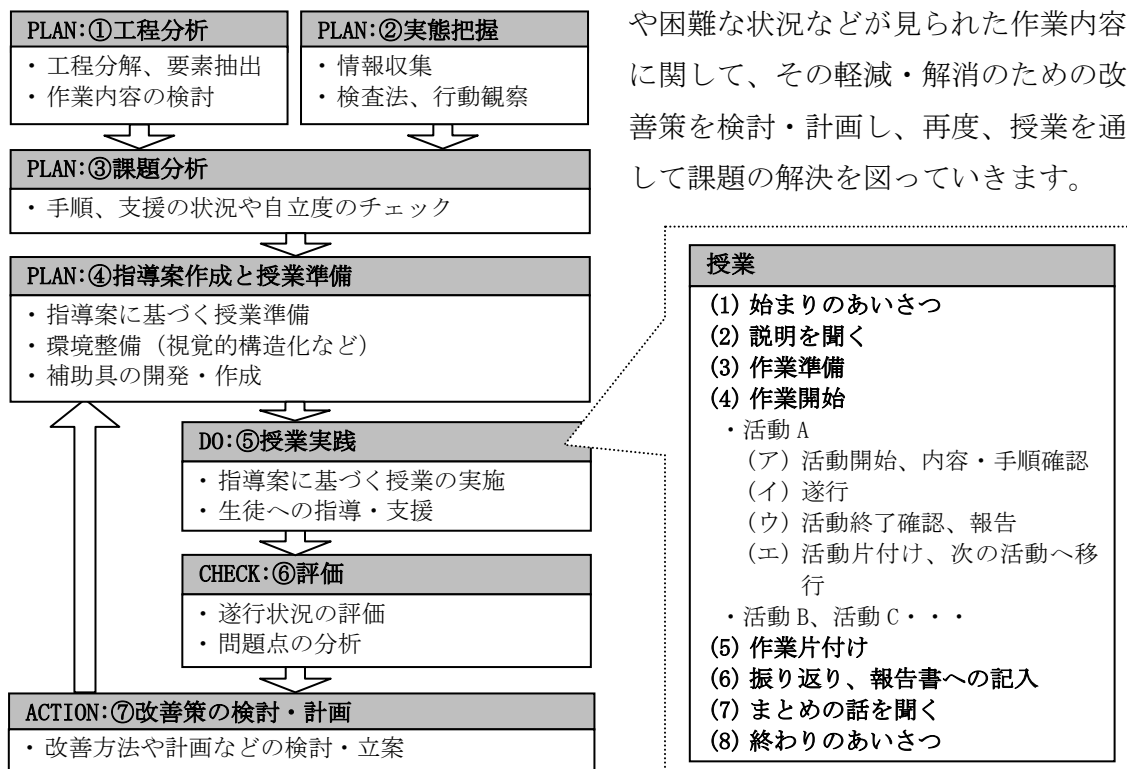 PLAN:①工程分析
・工程分解、要素抽出
・作業内容の検討
PLAN:②実態把握
・情報収集
・検査法、行動観察
PLAN:③課題分析
・手順、支援の状況や自立度のチェック
PLAN:④指導案作成と授業準備
・指導案に基づく授業準備
・環境整備（視覚的構造化など）
・補助具の開発・作成
DO:⑤授業実践
・指導案に基づく授業の実施
・生徒への指導・支援
CHECK:⑥評価
・遂行状況の評価
・問題点の分析
ACTION:⑦改善策の検討・計画
・改善方法や計画などの検討・立案
や困難な状況などが見られた作業内容
に関して、その軽減・解消のための改
善策を検討・計画し、再度、授業を通
して課題の解決を図っていきます。
授業
(1) 始まりのあいさつ
(2) 説明を聞く
(3) 作業準備
(4) 作業開始
・活動 A
（ア）活動開始、内容・手順確認
（イ）遂行
（ウ）活動終了確認、報告
（エ）活動片付け、次の活動へ移
行
・活動 B、活動 C・・・
(5) 作業片付け
(6) 振り返り、報告書への記入
(7) まとめの話を聞く
(8) 終わりのあいさつ